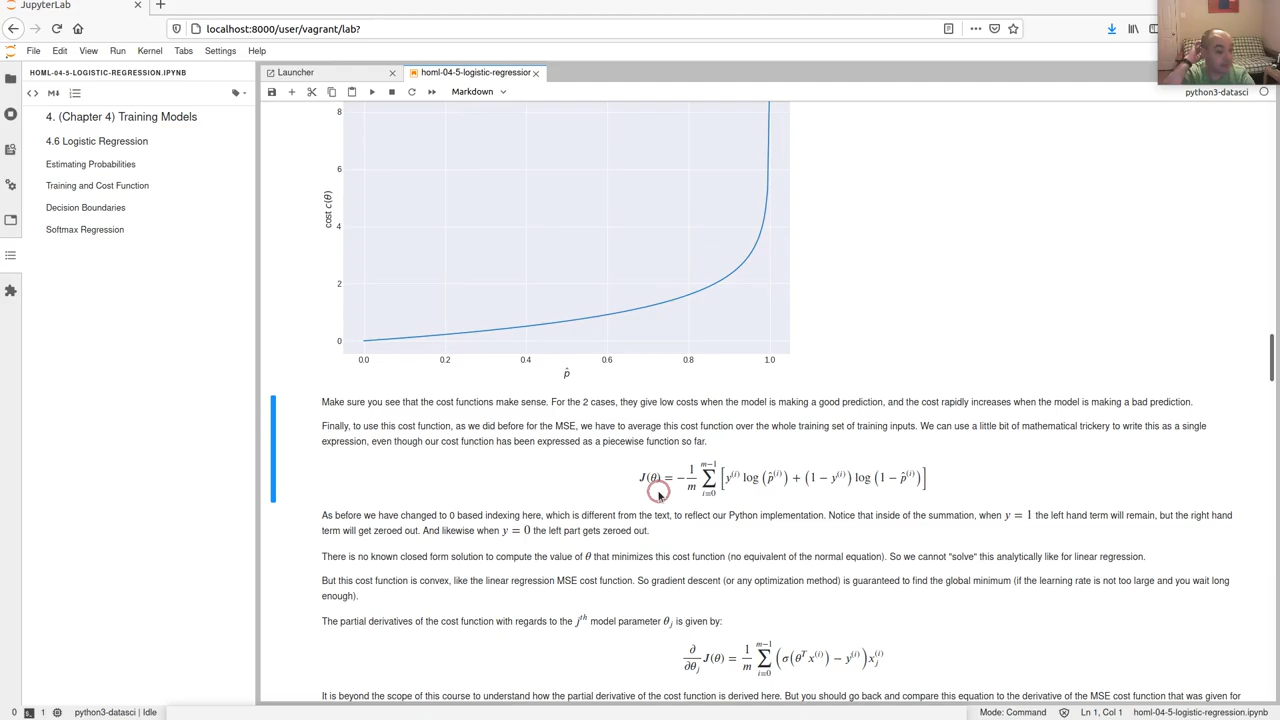 JupyterLab
localhost:8000/user/vagrant/lab?
File Edit View Run Kernel Tabs Settings Help
HOML-04-5-LOGISTIC-REGRESSION.IPYNB
Launcher
homl-04-5-logistic-regression
Markdown
python3-datasci
4. (Chapter 4) Training Models
4.6 Logistic Regression
Estimating Probabilities
Training and Cost Function
Decision Boundaries
Softmax Regression
8
6
4
2
0
cost c(θ)
0.0 0.2 0.4 0.6 0.8 1.0
p̂
Make sure you see that the cost functions make sense. For the 2 cases, they give low costs when the model is making a good prediction, and the cost rapidly increases when the model is making a bad prediction.
Finally, to use this cost function, as we did before for the MSE, we have to average this cost function over the whole training set of training inputs. We can use a little bit of mathematical trickery to write this as a single
expression, even though our cost function has been expressed as a piecewise function so far.
J(θ) = −1/m ∑_{i=0}^{m−1} [y^(i) log (p̂^(i)) + (1 − y^(i)) log (1 − p̂^(i))]
As before we have changed to 0 based indexing here, which is different from the text, to reflect our Python implementation. Notice that inside of the summation, when y = 1 the left hand term will remain, but the right hand
term will get zeroed out. And likewise when y = 0 the left part gets zeroed out.
There is no known closed form solution to compute the value of θ that minimizes this cost function (no equivalent of the normal equation). So we cannot "solve" this analytically like for linear regression.
But this cost function is convex, like the linear regression MSE cost function. So gradient descent (or any optimization method) is guaranteed to find the global minimum (if the learning rate is not too large and you wait long
enough).
The partial derivatives of the cost function with regards to the j^th model parameter θ_j is given by:
∂/∂θ_j J(θ) = 1/m ∑_{i=0}^{m−1} (σ(θ^T x^(i)) − y^(i)) x_j^(i)
It is beyond the scope of this course to understand how the partial derivative of the cost function is derived here. But you should go back and compare this equation to the derivative of the MSE cost function that was given for
0 1 python3-datasci | Idle
Mode: Command Ln 1, Col 1 homl-04-5-logistic-regression.ipynb